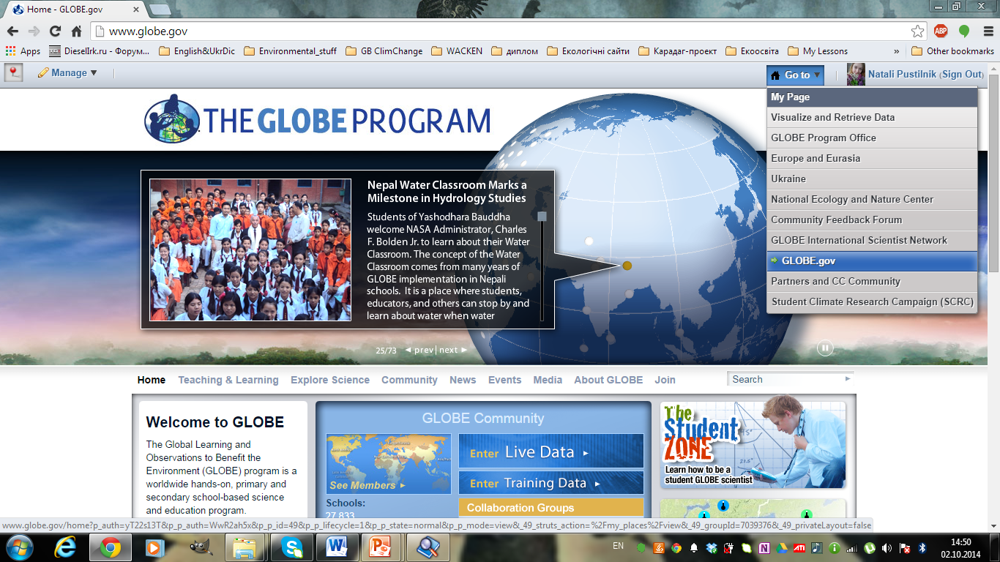 Home - GLOBE.gov
www.globe.gov
ABP
Apps
Diesellrk.ru - Форум...
English&UkrDic
Environmental_stuff
GB ClimChange
WACKEN
диплом
Екологічні сайти
Карадаг-проект
Екоосвіта
My Lessons
»
Other bookmarks
Manage
Go to
Natali Pustilnik (Sign Out)
My Page
Visualize and Retrieve Data
GLOBE Program Office
Europe and Eurasia
Ukraine
National Ecology and Nature Center
Community Feedback Forum
GLOBE International Scientist Network
GLOBE.gov
Partners and CC Community
Student Climate Research Campaign (SCRC)
THE GLOBE PROGRAM
Nepal Water Classroom Marks a
Milestone in Hydrology Studies
Students of Yashodhara Bauddha
welcome NASA Administrator, Charles
F. Bolden Jr. to learn about their Water
Classroom. The concept of the Water
Classroom comes from many years of
GLOBE implementation in Nepali
schools. It is a place where students,
educators, and others can stop by and
learn about water when water
25/73 prev | next
Home Teaching & Learning Explore Science Community News Events Media About GLOBE Join
Search
Welcome to GLOBE
The Global Learning and
Observations to Benefit the
Environment (GLOBE) program is a
worldwide hands-on, primary and
secondary school-based science
and education program.
GLOBE Community
See Members
Enter Live Data
Enter Training Data
Schools:
27,833
Collaboration Groups
The
Student
ZONE
Learn how to be a
student GLOBE scientist
www.globe.gov/home?p_auth=yT22s13T&p_p_auth=WwR2ah5x&p_p_id=49&p_p_lifecycle=1&p_p_state=normal&p_p_mode=view&_49_struts_action=%2Fmy_places%2Fview&_49_groupId=7039376&_49_privateLayout=false
EN
14:50
02.10.2014